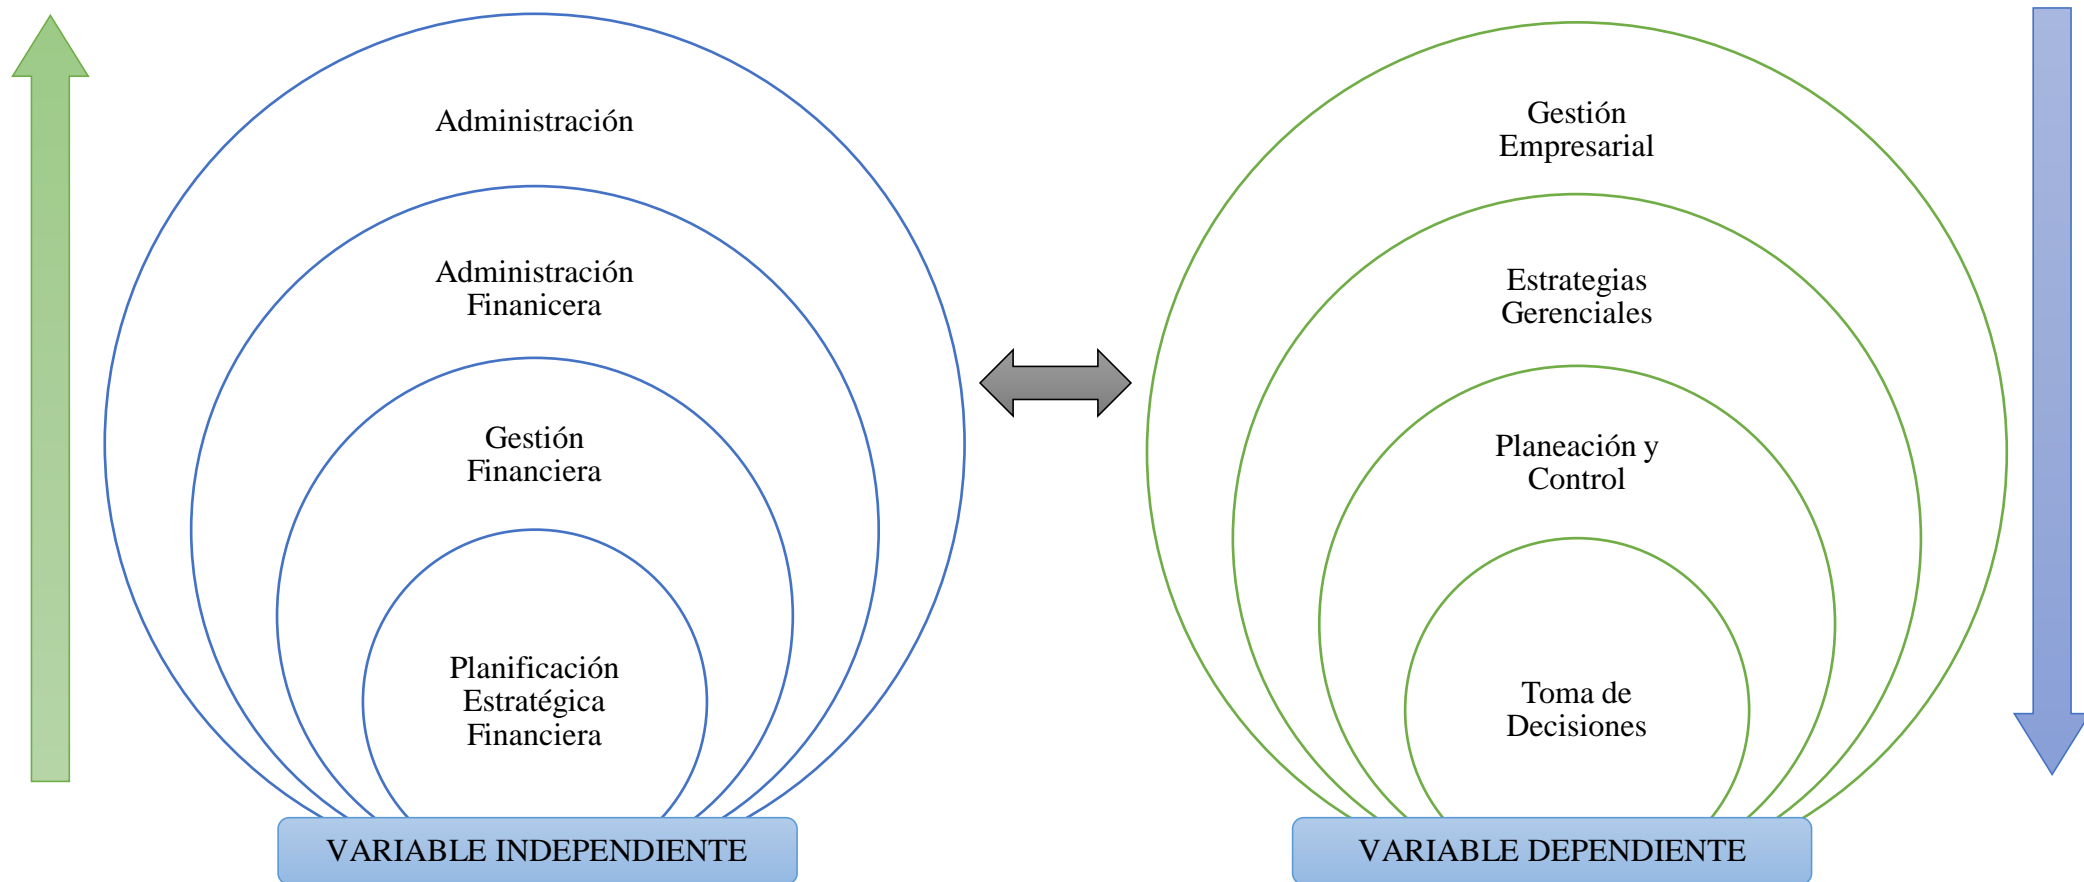 Administración
Administración
Finanicera
Gestión
Financiera
Planificación
Estratégica
Financiera
VARIABLE INDEPENDIENTE
Gestión
Empresarial
Estrategias
Gerenciales
Planeación y
Control
Toma de
Decisiones
VARIABLE DEPENDIENTE